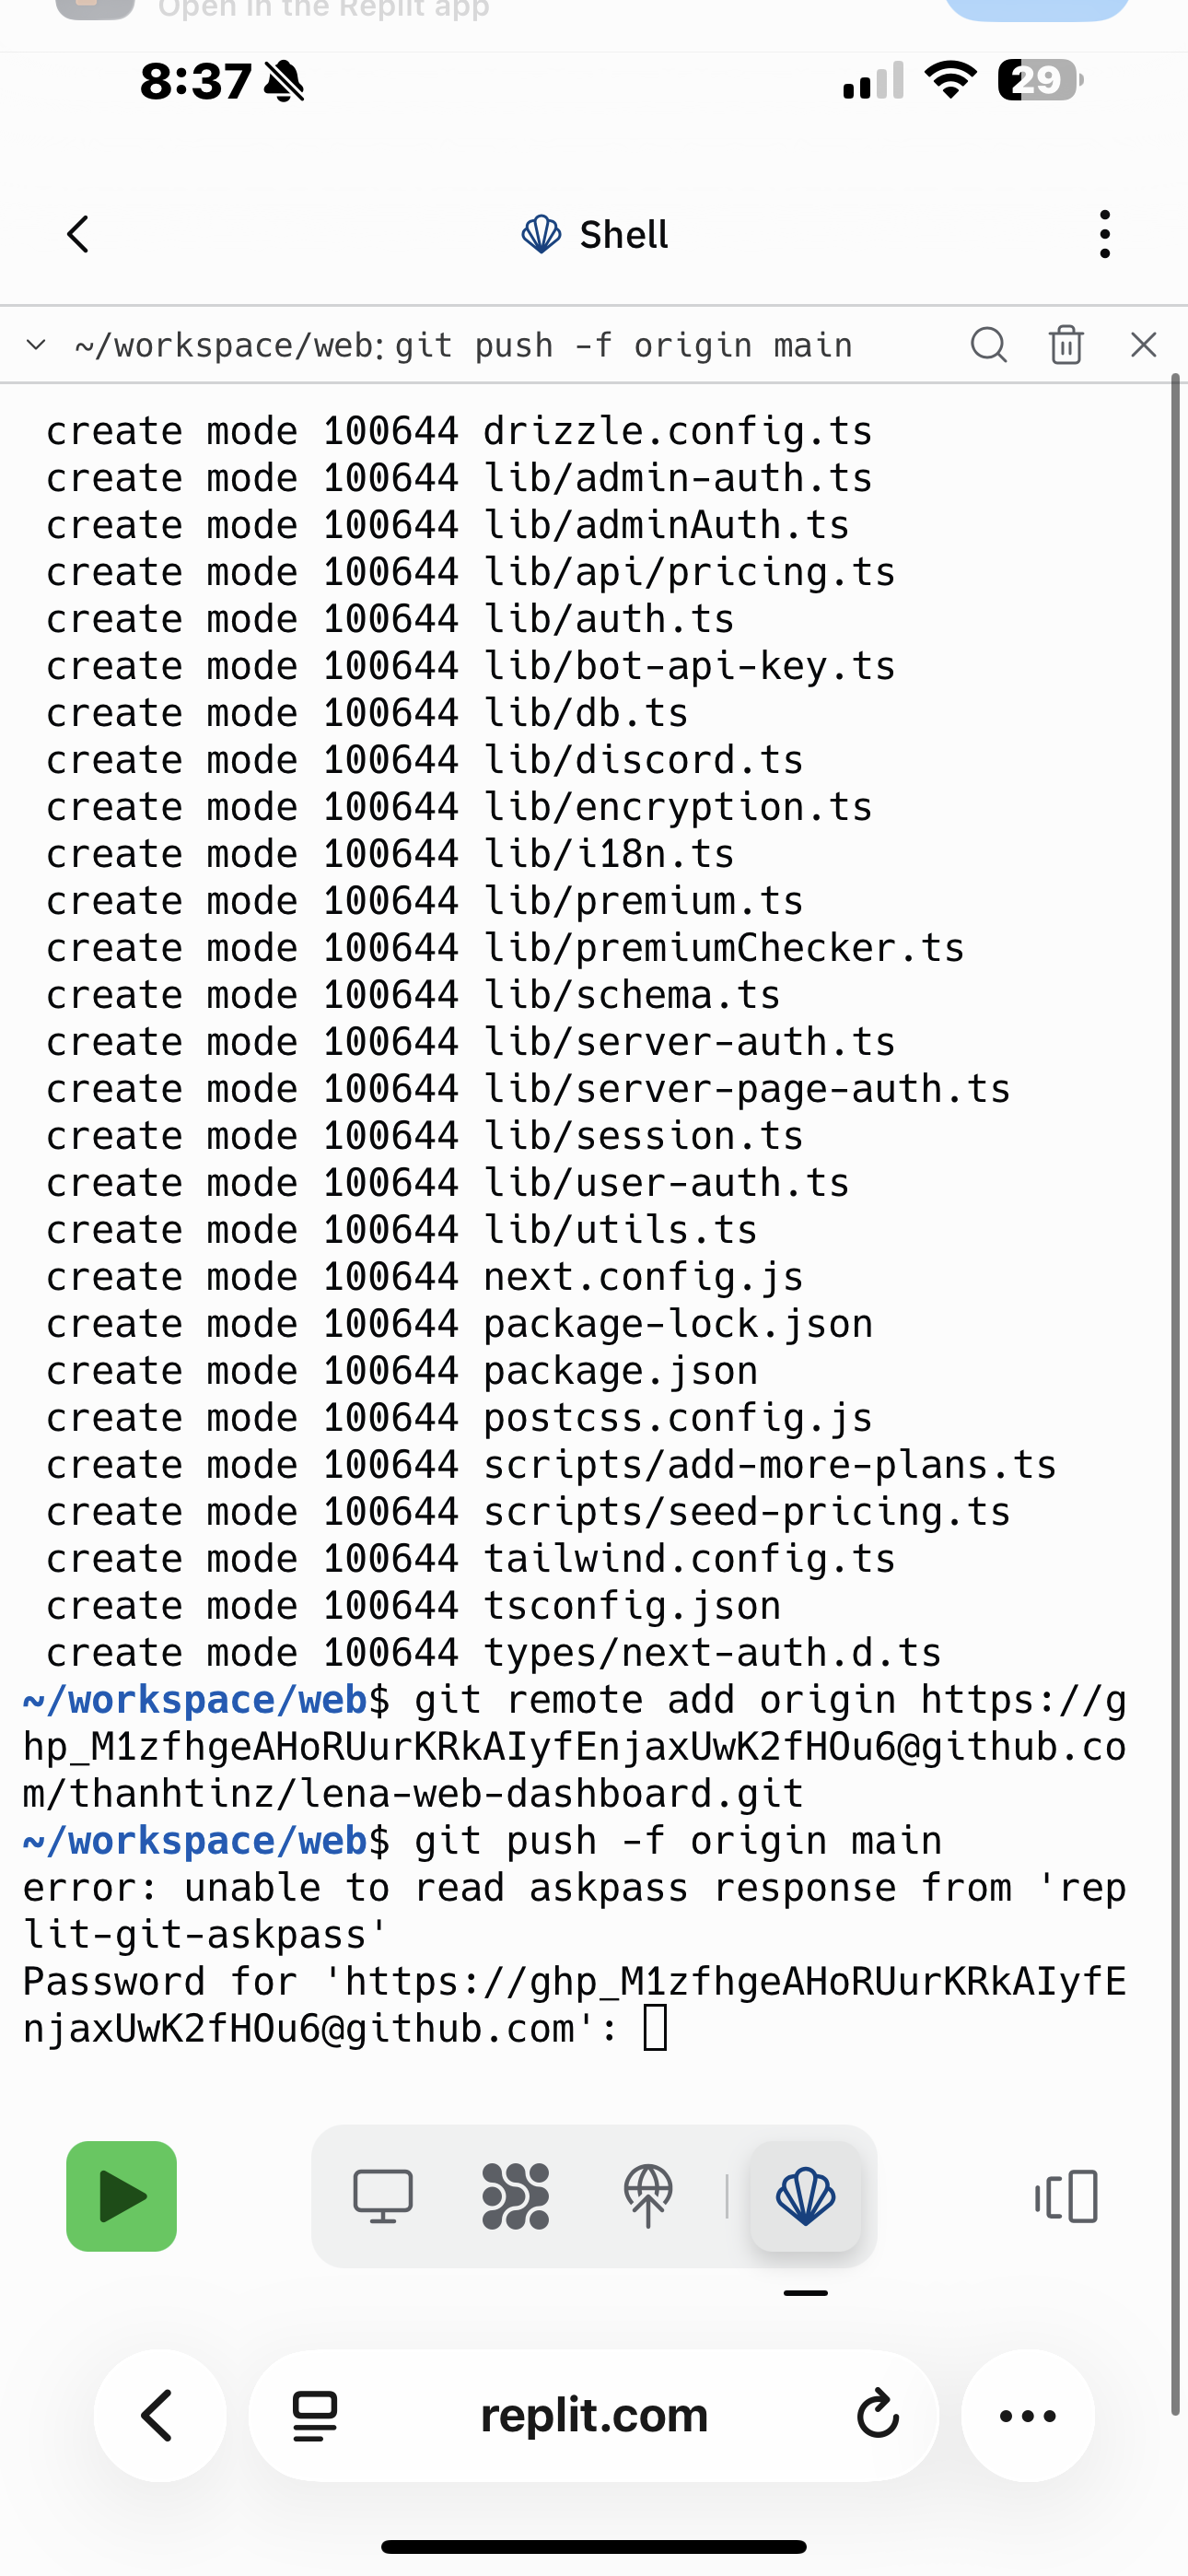 Open in the Replit app
8:37
29
Shell
~/workspace/web: git push -f origin main
create mode 100644 drizzle.config.ts
create mode 100644 lib/admin-auth.ts
create mode 100644 lib/adminAuth.ts
create mode 100644 lib/api/pricing.ts
create mode 100644 lib/auth.ts
create mode 100644 lib/bot-api-key.ts
create mode 100644 lib/db.ts
create mode 100644 lib/discord.ts
create mode 100644 lib/encryption.ts
create mode 100644 lib/i18n.ts
create mode 100644 lib/premium.ts
create mode 100644 lib/premiumChecker.ts
create mode 100644 lib/schema.ts
create mode 100644 lib/server-auth.ts
create mode 100644 lib/server-page-auth.ts
create mode 100644 lib/session.ts
create mode 100644 lib/user-auth.ts
create mode 100644 lib/utils.ts
create mode 100644 next.config.js
create mode 100644 package-lock.json
create mode 100644 package.json
create mode 100644 postcss.config.js
create mode 100644 scripts/add-more-plans.ts
create mode 100644 scripts/seed-pricing.ts
create mode 100644 tailwind.config.ts
create mode 100644 tsconfig.json
create mode 100644 types/next-auth.d.ts
~/workspace/web$ git remote add origin https://g
hp_M1zfhgeAHoRUurKRkAIyfEnjaxUwK2fHOu6@github.co
m/thanhtinz/lena-web-dashboard.git
~/workspace/web$ git push -f origin main
error: unable to read askpass response from 'rep
lit-git-askpass'
Password for 'https://ghp_M1zfhgeAHoRUurKRkAIyfE
njaxUwK2fHOu6@github.com':
replit.com